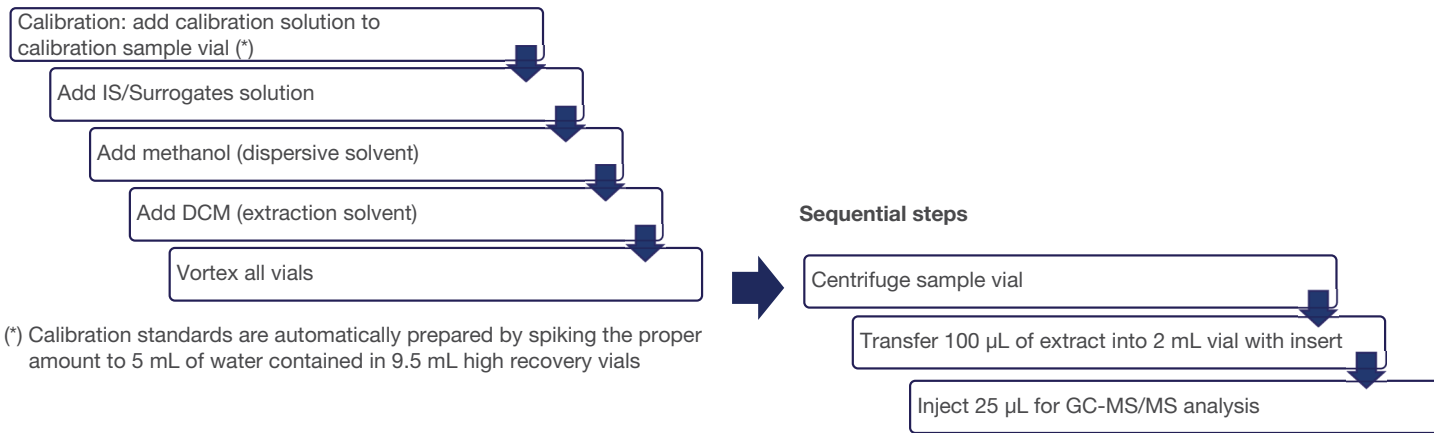 Calibration: add calibration solution to
calibration sample vial (*)
Add IS/Surrogates solution
Add methanol (dispersive solvent)
Add DCM (extraction solvent)
Vortex all vials
(*) Calibration standards are automatically prepared by spiking the proper
amount to 5 mL of water contained in 9.5 mL high recovery vials
Sequential steps
Centrifuge sample vial
Transfer 100 µL of extract into 2 mL vial with insert
Inject 25 µL for GC-MS/MS analysis